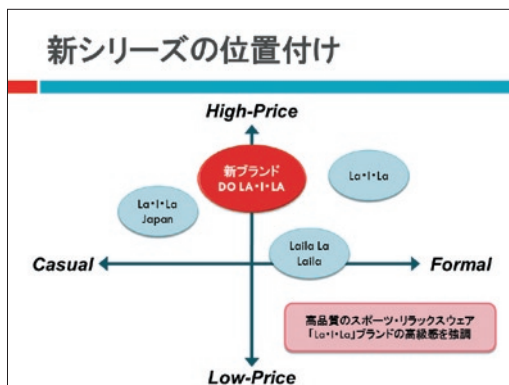 新シリーズの位置付け
High-Price
新ブランド
DO LA・I・LA
La・I・La
La・I・La
Japan
Laila La
Laila
Casual
Formal
高品質のスポーツ・リラックスウェア
「La・I・La」ブランドの高級感を強調
Low-Price